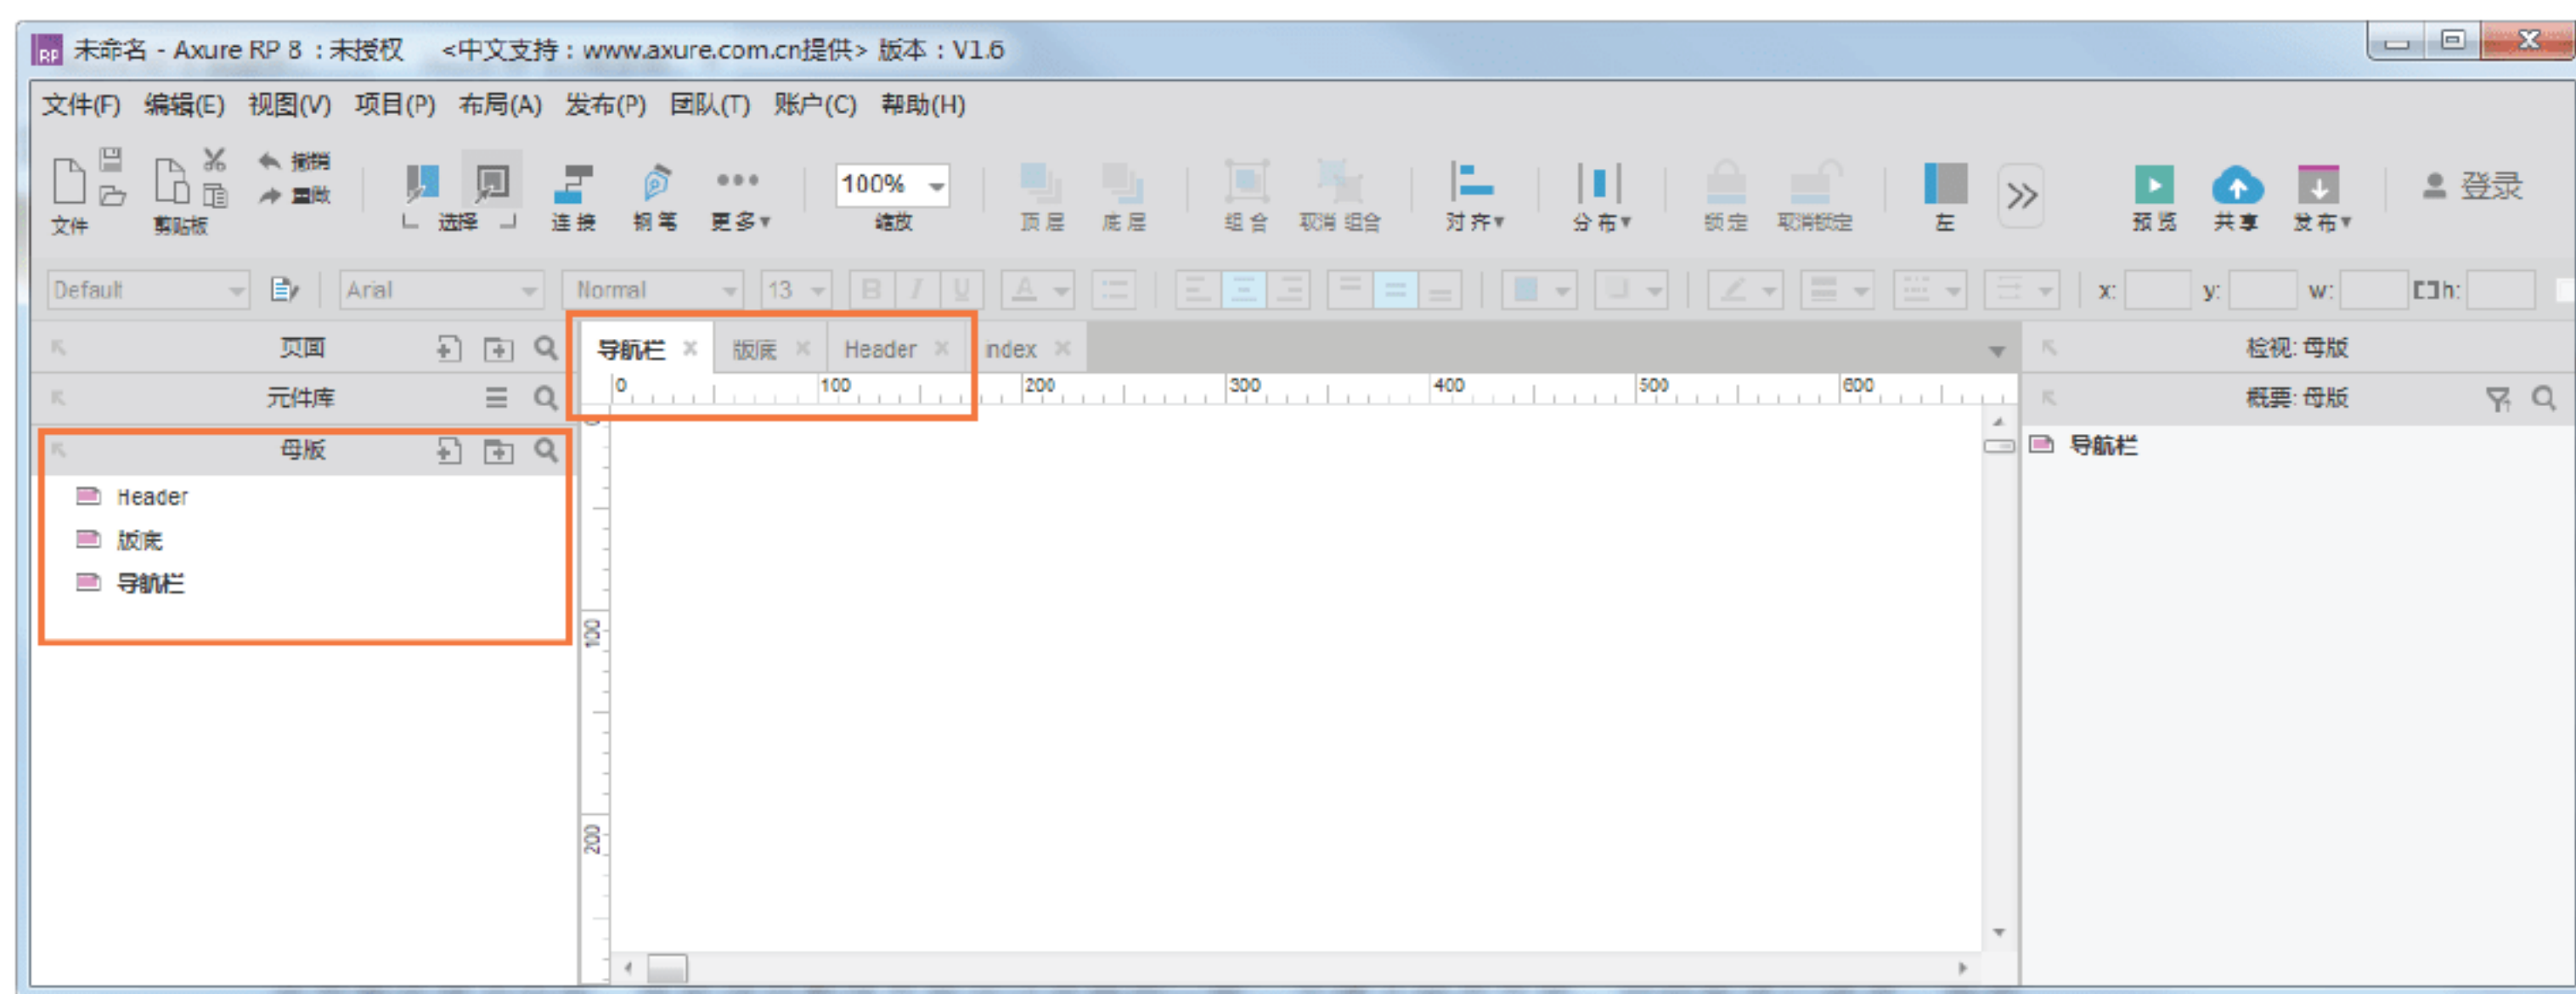 未命名 - Axure RP 8 : 未授权 <中文支持 : www.axure.com.cn提供> 版本 : V1.6
文件(F) 编辑(E) 视图(V) 项目(P) 布局(A) 发布(P) 团队(T) 账户(C) 帮助(H)
撤销
重做
100%
登录
文件 剪贴板 选择 连接 钢笔 更多 缩放 顶层 底层 组合 取消组合 对齐 分布 锁定 取消锁定 左 预览 共享 发布
Default Arial Normal 13 B I U A x: y: w: h:
页面
导航栏 版底 Header index
检视: 母版
0 100 200 300 400 500 600
元件库
概要: 母版
母版
导航栏
Header
版底
导航栏
0
100
200